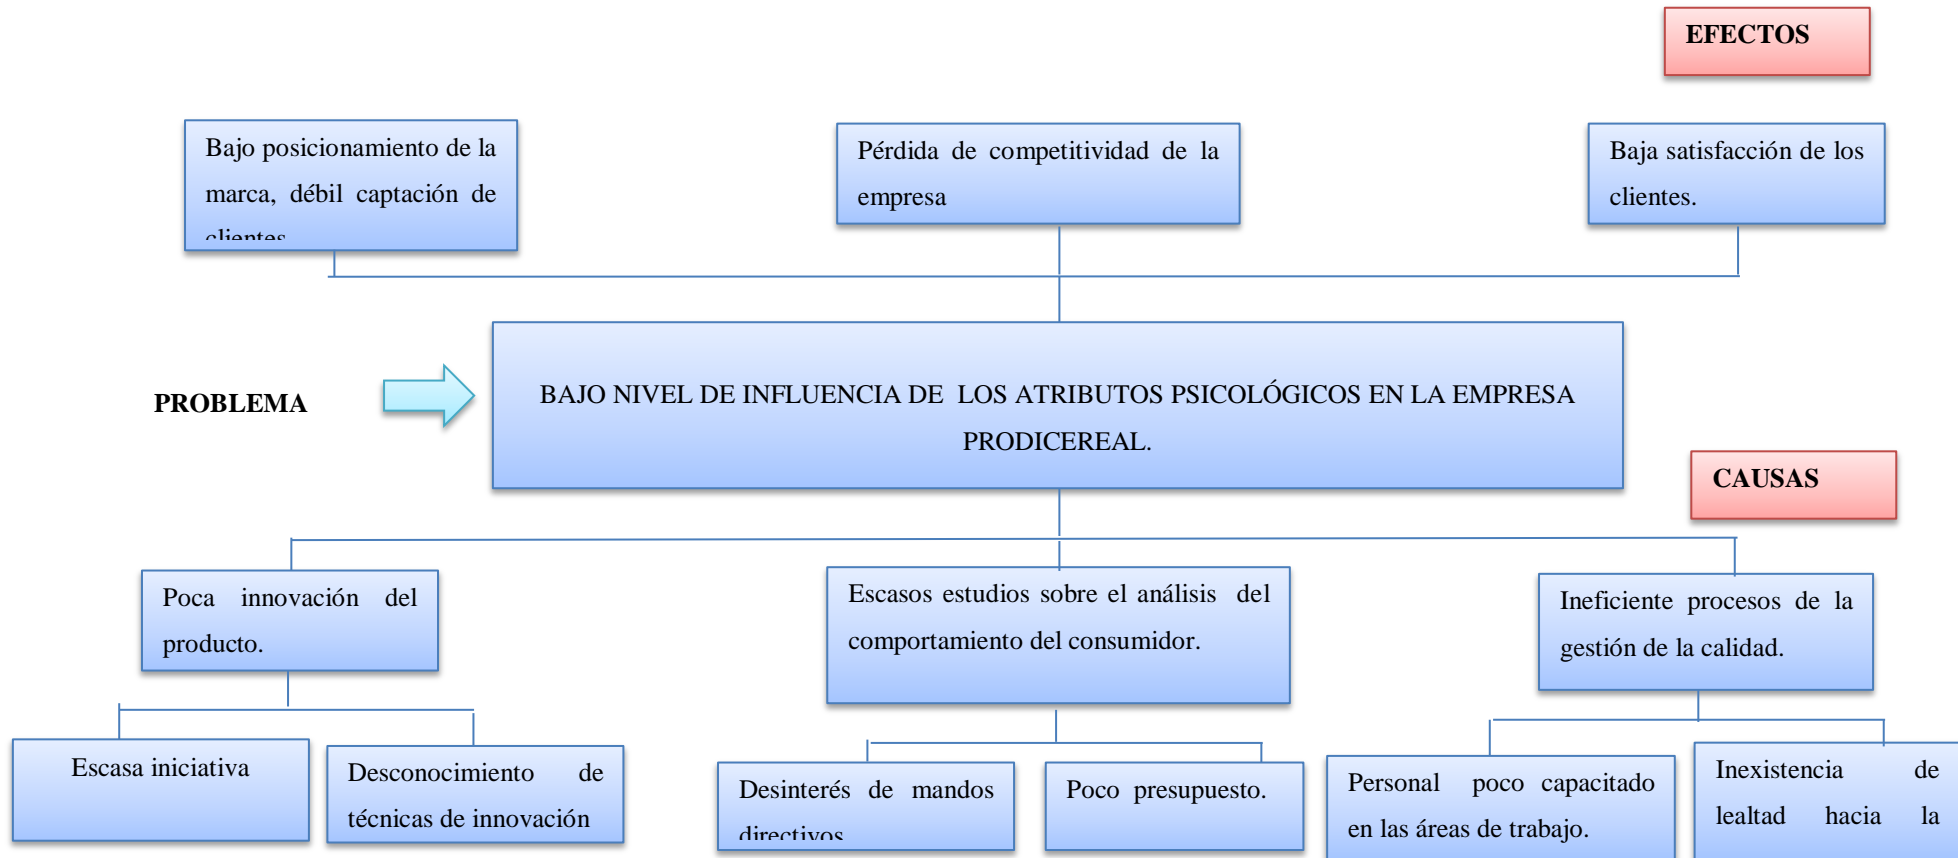 EFECTOS
Bajo posicionamiento de la
marca, débil captación de
clientes
Pérdida de competitividad de la
empresa
Baja satisfacción de los
clientes.
PROBLEMA
BAJO NIVEL DE INFLUENCIA DE LOS ATRIBUTOS PSICOLÓGICOS EN LA EMPRESA
PRODICEREAL.
CAUSAS
Poca innovación del
producto.
Escasos estudios sobre el análisis del
comportamiento del consumidor.
Ineficiente procesos de la
gestión de la calidad.
Escasa iniciativa
Desconocimiento de
técnicas de innovación
Desinterés de mandos
directivos
Poco presupuesto.
Personal poco capacitado
en las áreas de trabajo.
Inexistencia de
lealtad hacia la